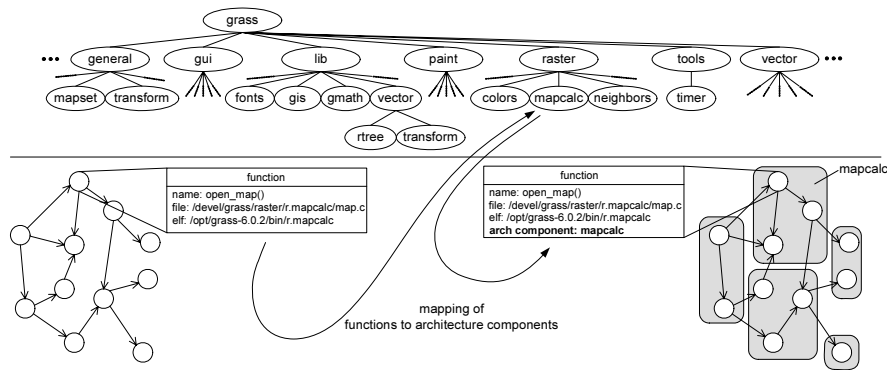 grass
••• general gui lib paint raster tools vector •••
mapset transform fonts gis gmath vector colors mapcalc neighbors timer
rtree transform
function
name: open_map()
file: /devel/grass/raster/r.mapcalc/map.c
elf: /opt/grass-6.0.2/bin/r.mapcalc
function
name: open_map()
file: /devel/grass/raster/r.mapcalc/map.c
elf: /opt/grass-6.0.2/bin/r.mapcalc
arch component: mapcalc
mapcalc
mapping of
functions to architecture components